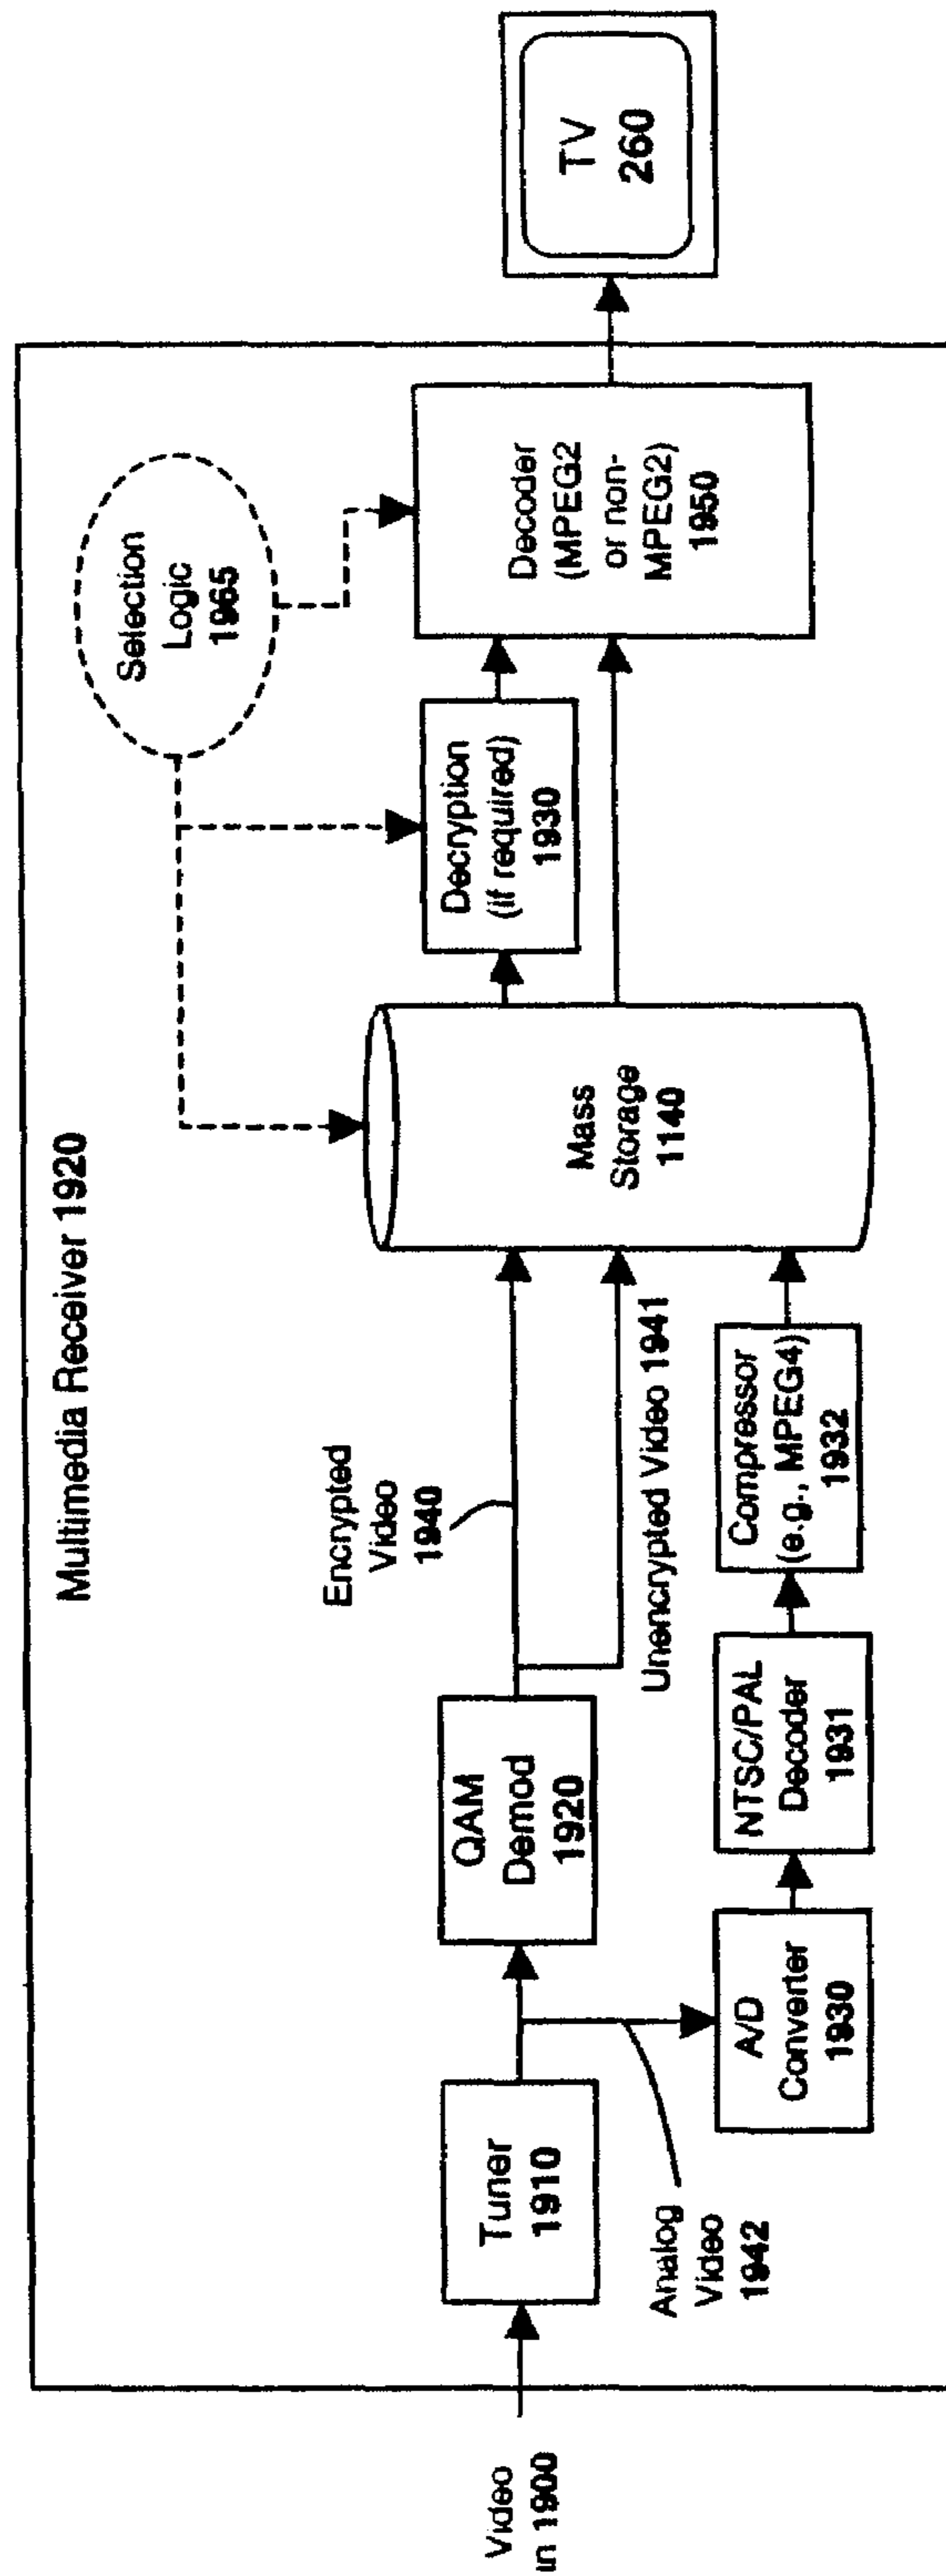 Multimedia Receiver 1920
Video
in 1900
Tuner
1910
Analog
Video
1942
QAM
Demod
1920
A/D
Converter
1930
NTSC/PAL
Decoder
1931
Compressor
(e.g., MPEG4)
1932
Encrypted
Video
1940
Unencrypted Video 1941
Mass
Storage
1140
Selection
Logic
1965
Decryption
(if required)
1930
Decoder
(MPEG2
or non-
MPEG2)
1950
TV
260